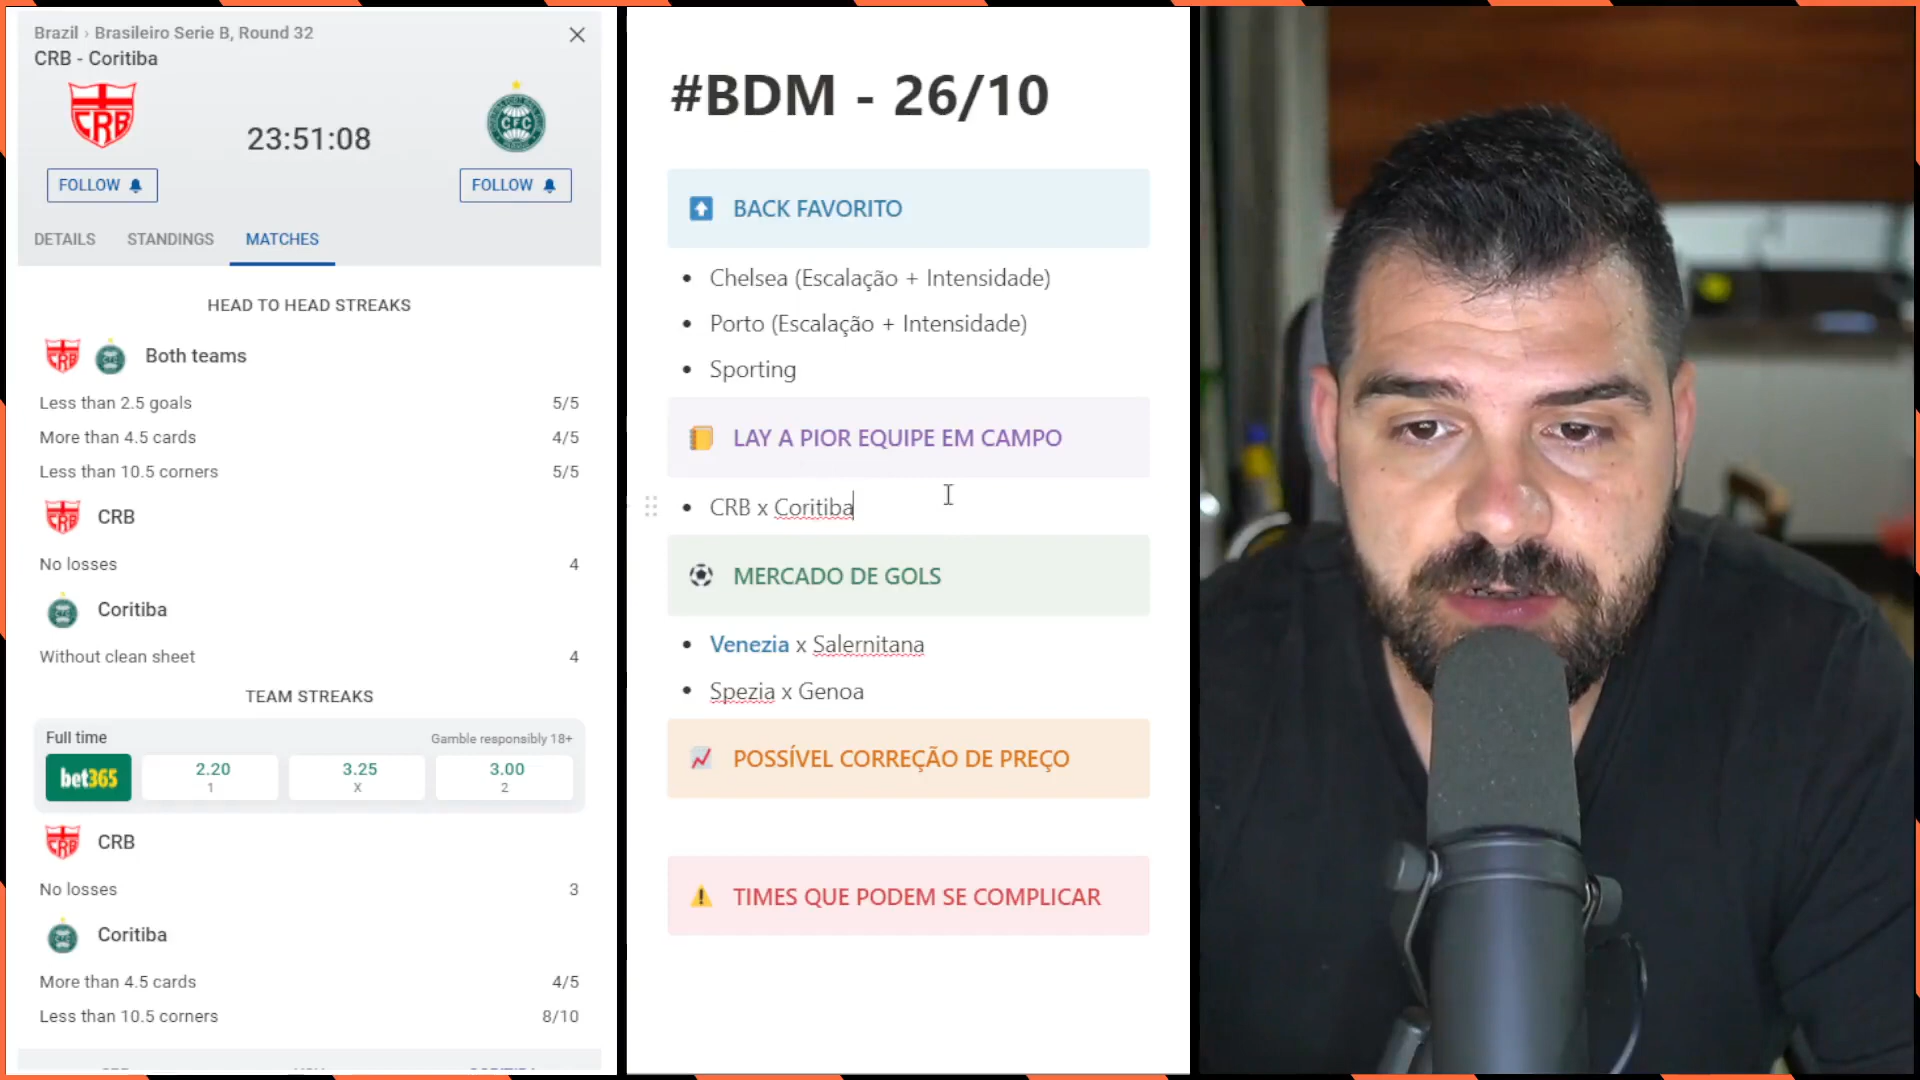 Brazil › Brasileiro Serie B, Round 32
CRB - Coritiba
CRB
CFC
23:51:08
FOLLOW
FOLLOW
DETAILS
STANDINGS
MATCHES
HEAD TO HEAD STREAKS
Both teams
Less than 2.5 goals 5/5
More than 4.5 cards 4/5
Less than 10.5 corners 5/5
CRB
No losses 4
Coritiba
Without clean sheet 4
TEAM STREAKS
Full time
Gamble responsibly 18+
bet365
2.20
1
3.25
X
3.00
2
CRB
No losses 3
Coritiba
More than 4.5 cards 4/5
Less than 10.5 corners 8/10
#BDM - 26/10
BACK FAVORITO
• Chelsea (Escalação + Intensidade)
• Porto (Escalação + Intensidade)
• Sporting
LAY A PIOR EQUIPE EM CAMPO
• CRB x Coritiba
MERCADO DE GOLS
• Venezia x Salernitana
• Spezia x Genoa
POSSÍVEL CORREÇÃO DE PREÇO
TIMES QUE PODEM SE COMPLICAR